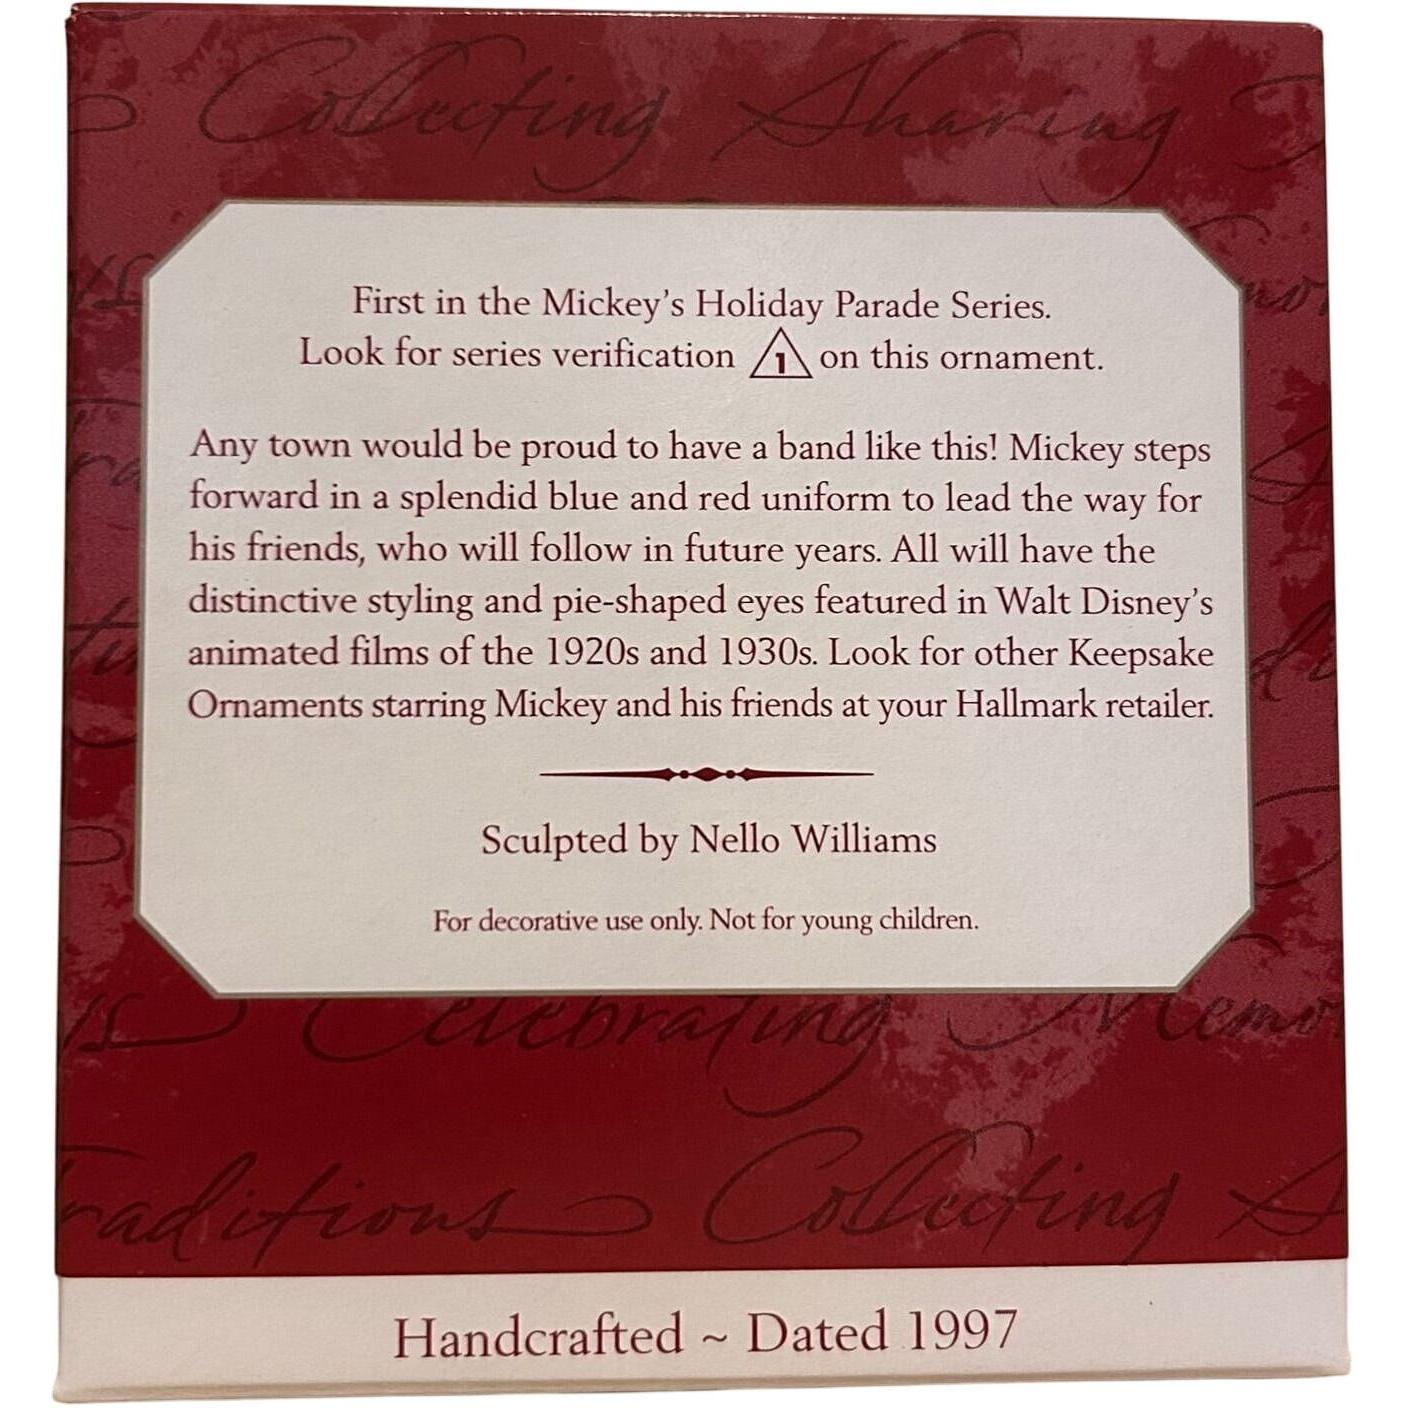 Collecting Sharing
First in the Mickey's Holiday Parade Series.
Look for series verification 1 on this ornament.
Any town would be proud to have a band like this! Mickey steps
forward in a splendid blue and red uniform to lead the way for
his friends, who will follow in future years. All will have the
distinctive styling and pie-shaped eyes featured in Walt Disney's
animated films of the 1920s and 1930s. Look for other Keepsake
Ornaments starring Mickey and his friends at your Hallmark retailer.
Sculpted by Nello Williams
For decorative use only. Not for young children.
Celebrating Memo
raditions Collecting S
Handcrafted ~ Dated 1997